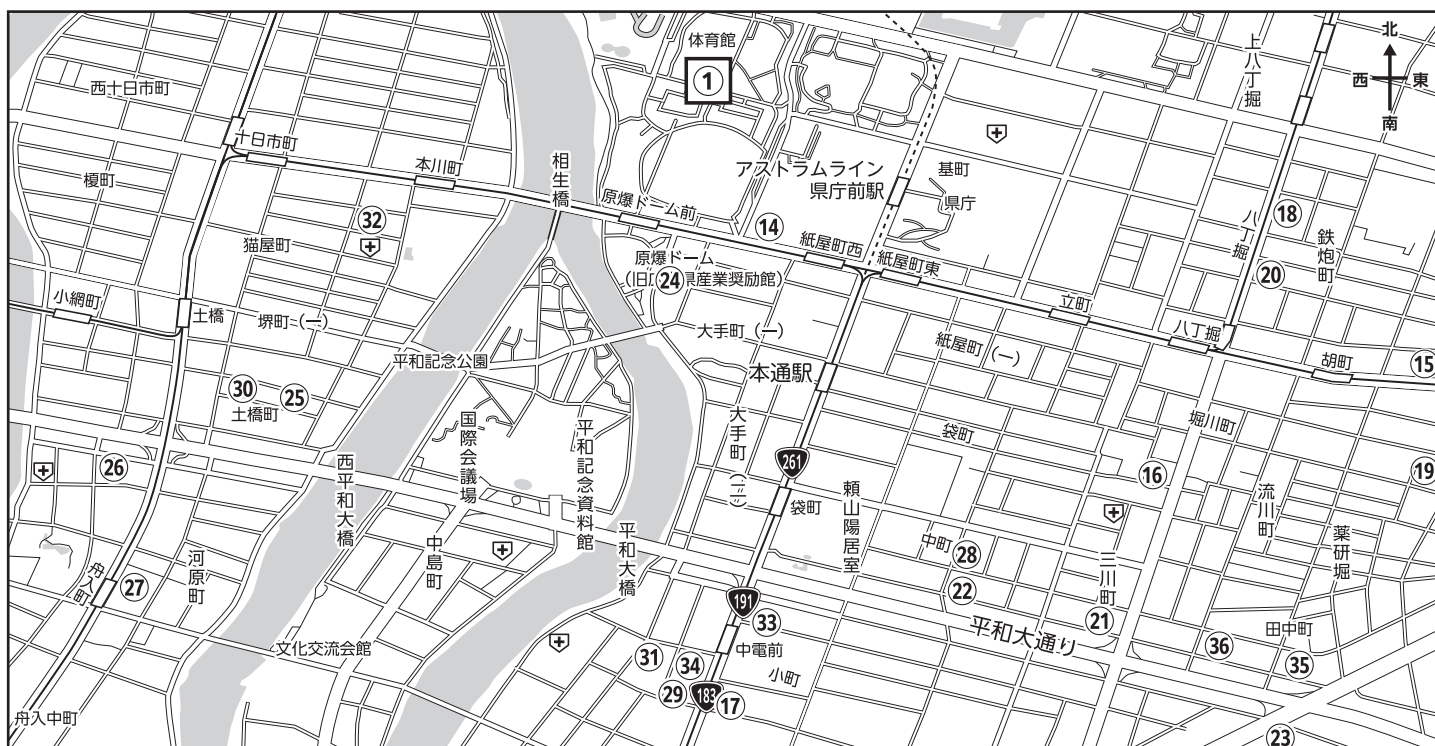 体育館
①
北
西 東
南
上八丁堀
西十日市町
十日市町
本川町
相生橋
原爆ドーム前
アストラムライン
県庁前駅
基町
県庁
榎町
猫屋町
㉜
⑭
紙屋町西
紙屋町東
八丁堀
⑱
鉄炮町
⑳
原爆ドーム
(旧
県産業奨励館)
㉔
小網町
土橋
堺町(一)
大手町(一)
平和記念公園
本通駅
立町
紙屋町(一)
八丁堀
胡町
⑮
㉚
㉕
土橋町
国際会議場
平和記念資料館
大手町(二)
261
袋町
袋町
頼山陽居室
堀川町
⑯
流川町
⑲
薬研堀
㉖
西平和大橋
中島町
平和大橋
中町
㉘
㉒
三川町
㉑
舟入町
㉗
河原町
191
㉝
中電前
平和大通り
田中町
㊱
㉟
文化交流会館
㉛
㉞
小町
㉙
183
⑰
舟入中町
㉓